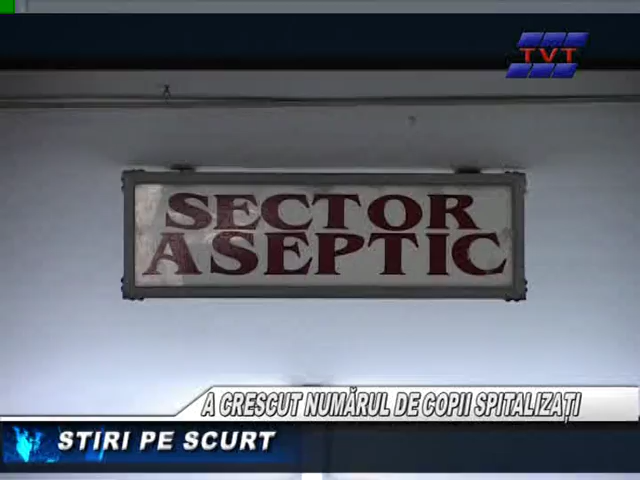 TVT
SECTOR
ASEPTIC
A CRESCUT NUMĂRUL DE COPII SPITALIZAȚI
STIRI PE SCURT